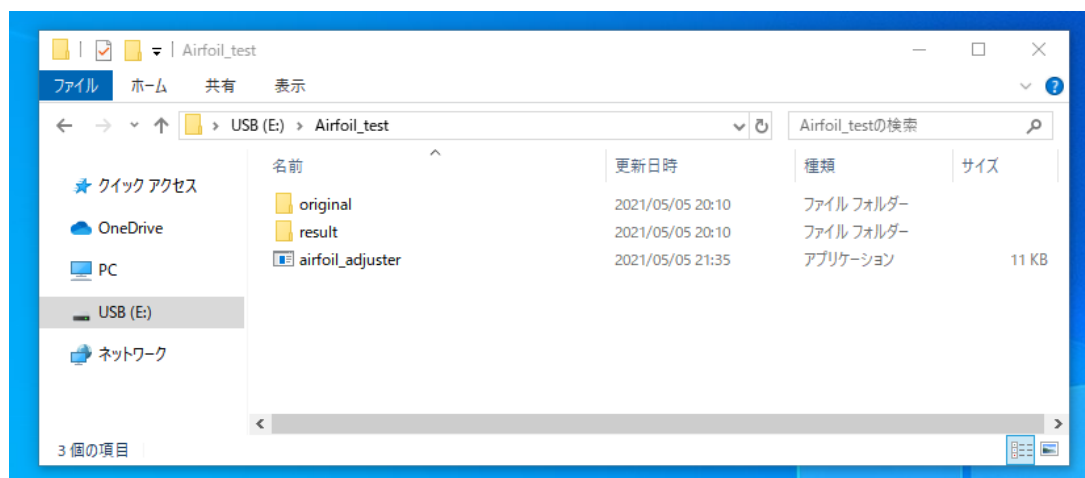 Airfoil_test
ファイル ホーム 共有 表示
USB (E:) › Airfoil_test Airfoil_testの検索
名前 更新日時 種類 サイズ
クイック アクセス
OneDrive
PC
USB (E:)
ネットワーク
original 2021/05/05 20:10 ファイル フォルダー
result 2021/05/05 20:10 ファイル フォルダー
airfoil_adjuster 2021/05/05 21:35 アプリケーション 11 KB
3 個の項目